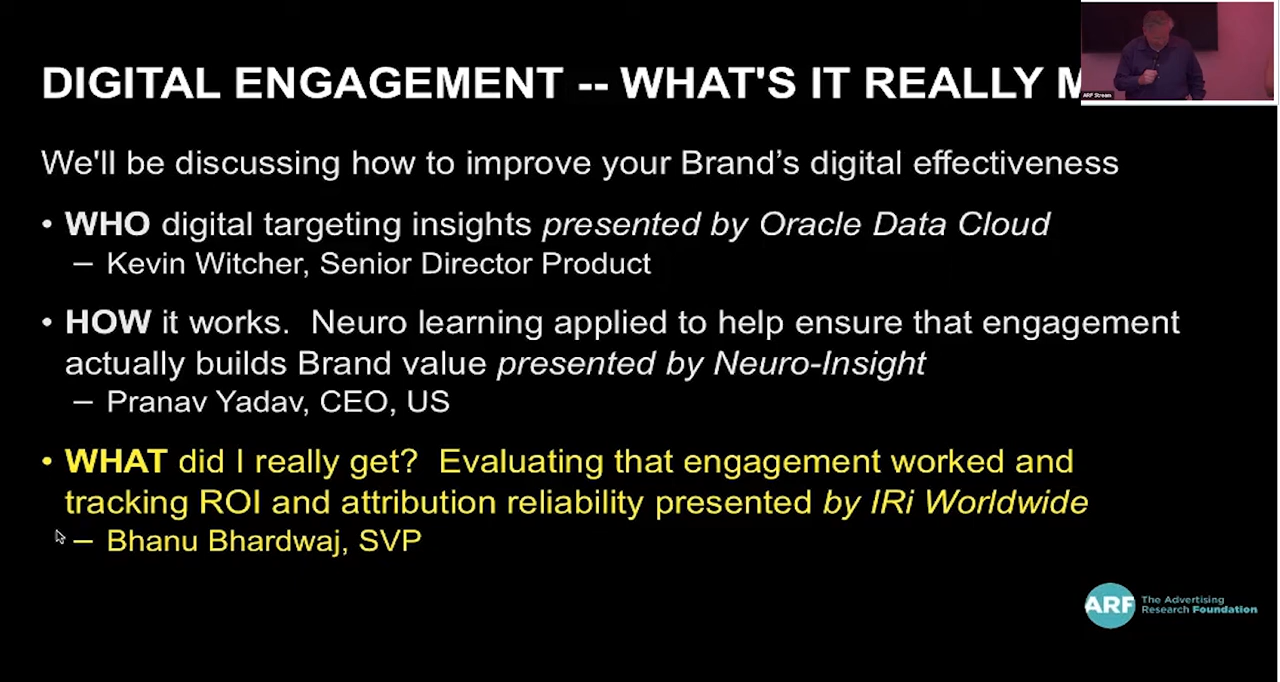 DIGITAL ENGAGEMENT -- WHAT'S IT REALLY M
ARF Stream
We'll be discussing how to improve your Brand’s digital effectiveness
• WHO digital targeting insights presented by Oracle Data Cloud
– Kevin Witcher, Senior Director Product
• HOW it works.  Neuro learning applied to help ensure that engagement
actually builds Brand value presented by Neuro-Insight
– Pranav Yadav, CEO, US
• WHAT did I really get?  Evaluating that engagement worked and
tracking ROI and attribution reliability presented by IRi Worldwide
– Bhanu Bhardwaj, SVP
ARF The Advertising
Research Foundation